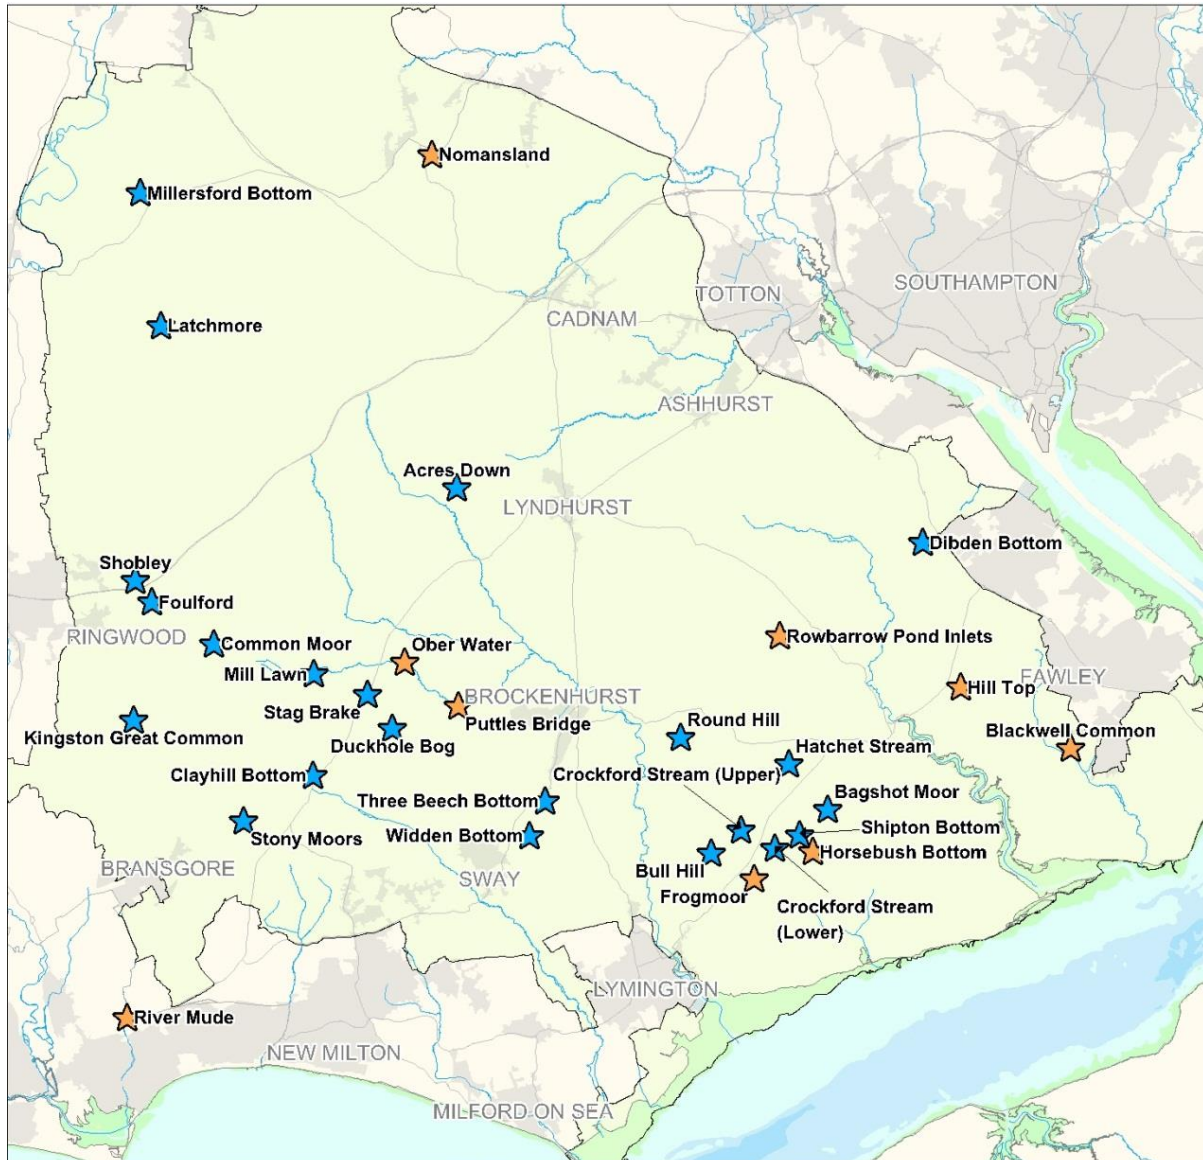 Nomansland
Millersford Bottom
SOUTHAMPTON
TOTTON
CADNAM
Latchmore
ASHHURST
Acres Down
LYNDHURST
Dibden Bottom
Shobley
Foulford
RINGWOOD
Common Moor
Ober Water
Rowbarrow Pond Inlets
Mill Lawn
FAWLEY
Hill Top
BROCKENHURST
Stag Brake
Puttles Bridge
Round Hill
Blackwell Common
Kingston Great Common
Duckhole Bog
Hatchet Stream
Clayhill Bottom
Crockford Stream (Upper)
Bagshot Moor
Three Beech Bottom
Shipton Bottom
Stony Moors
Widden Bottom
Horsebush Bottom
BRANSGORE
Bull Hill
SWAY
Frogmoor
Crockford Stream
(Lower)
LYMINGTON
River Mude
NEW MILTON
MILFORD ON SEA